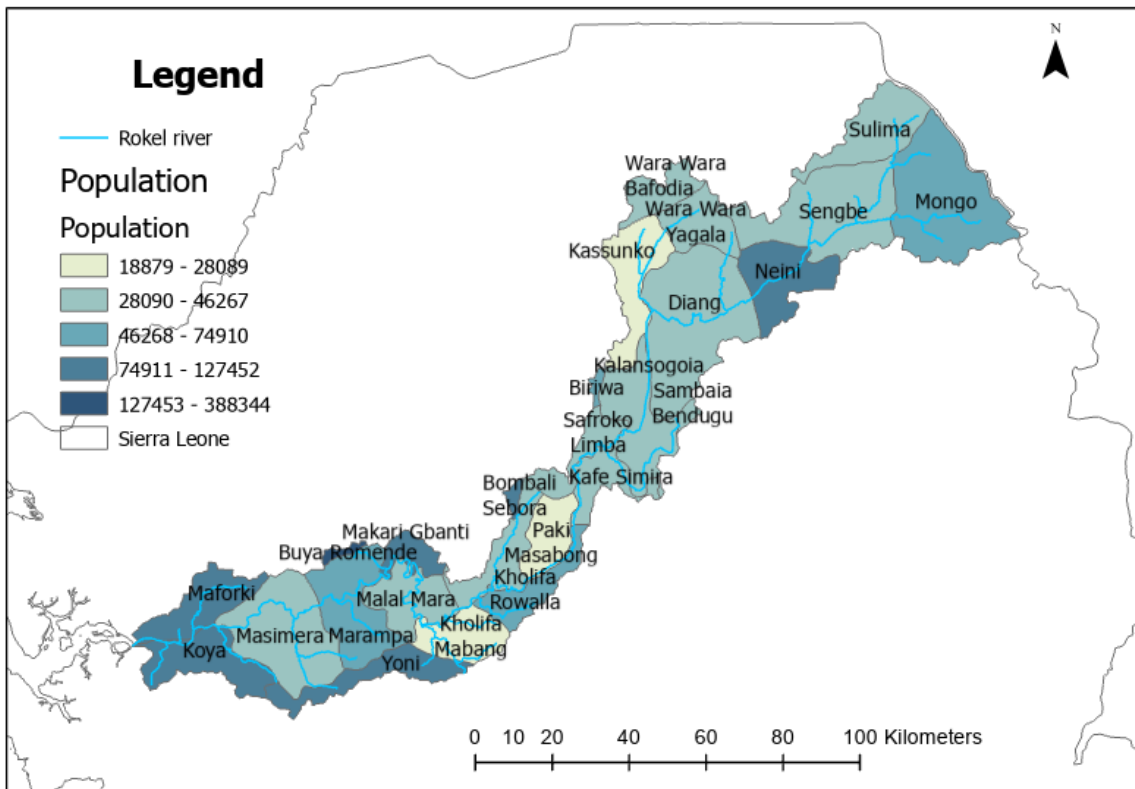 N
Legend
Rokel river
Population
Population
18879 - 28089
28090 - 46267
46268 - 74910
74911 - 127452
127453 - 388344
Sierra Leone
Sulima
Wara Wara
Bafodia
Wara Wara
Yagala
Sengbe
Mongo
Kassunko
Neini
Diang
Kalansogoia
Biriwa
Sambaia
Bendugu
Safroko
Limba
Kafe Simira
Bombali
Sebora
Paki
Masabong
Makari Gbanti
Buya Romende
Kholifa
Rowalla
Maforki
Malal Mara
Kholifa
Mabang
Masimera
Marampa
Koya
Yoni
0 10 20 40 60 80 100 Kilometers